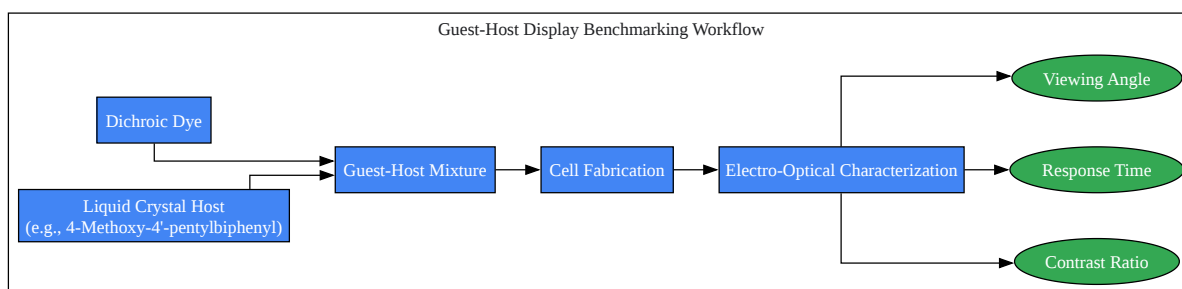 Guest-Host Display Benchmarking Workflow
Viewing Angle
Dichroic Dye
Guest-Host Mixture
Cell Fabrication
Electro-Optical Characterization
Response Time
Liquid Crystal Host
(e.g., 4-Methoxy-4'-pentylbiphenyl)
Contrast Ratio